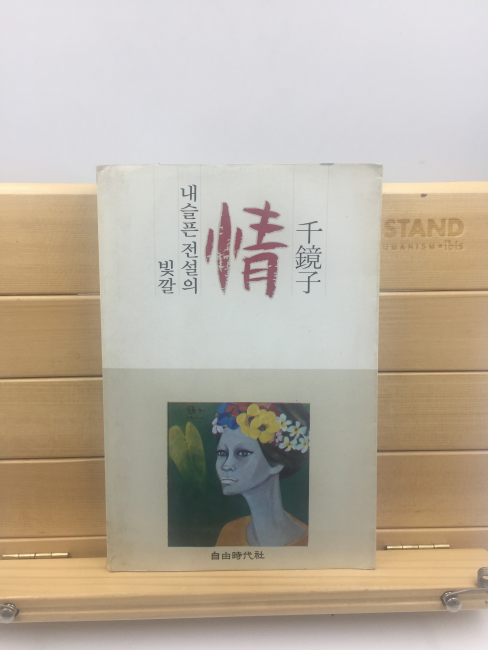 千鏡子
情
내 슬픈 전설의
빛깔
自由時代社
STAND